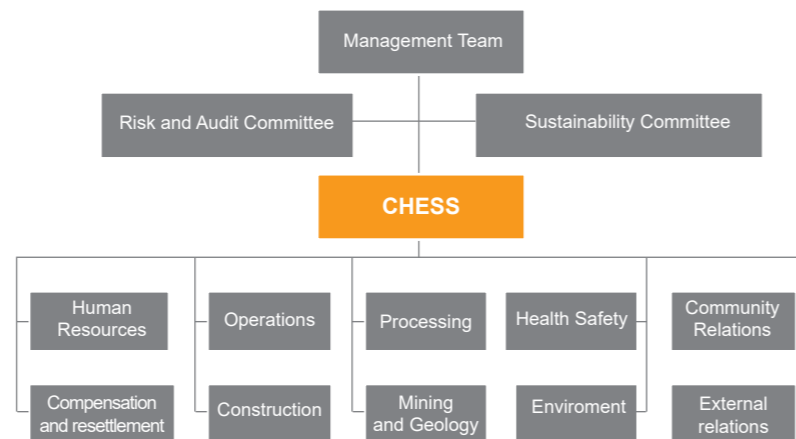 Management Team
Risk and Audit Committee
Sustainability Committee
CHESS
Human
Resources
Operations
Processing
Health Safety
Community
Relations
Compensation
and resettlement
Construction
Mining
and Geology
Enviroment
External
relations